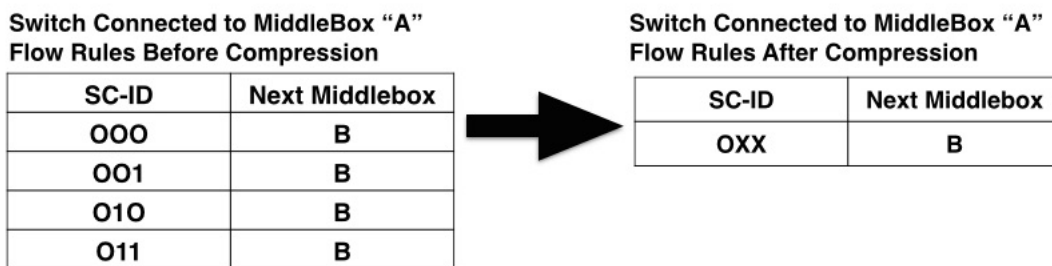 Switch Connected to MiddleBox “A”
Flow Rules Before Compression
SC-ID Next Middlebox
OOO B
OO1 B
O1O B
O11 B
Switch Connected to MiddleBox “A”
Flow Rules After Compression
SC-ID Next Middlebox
OXX B